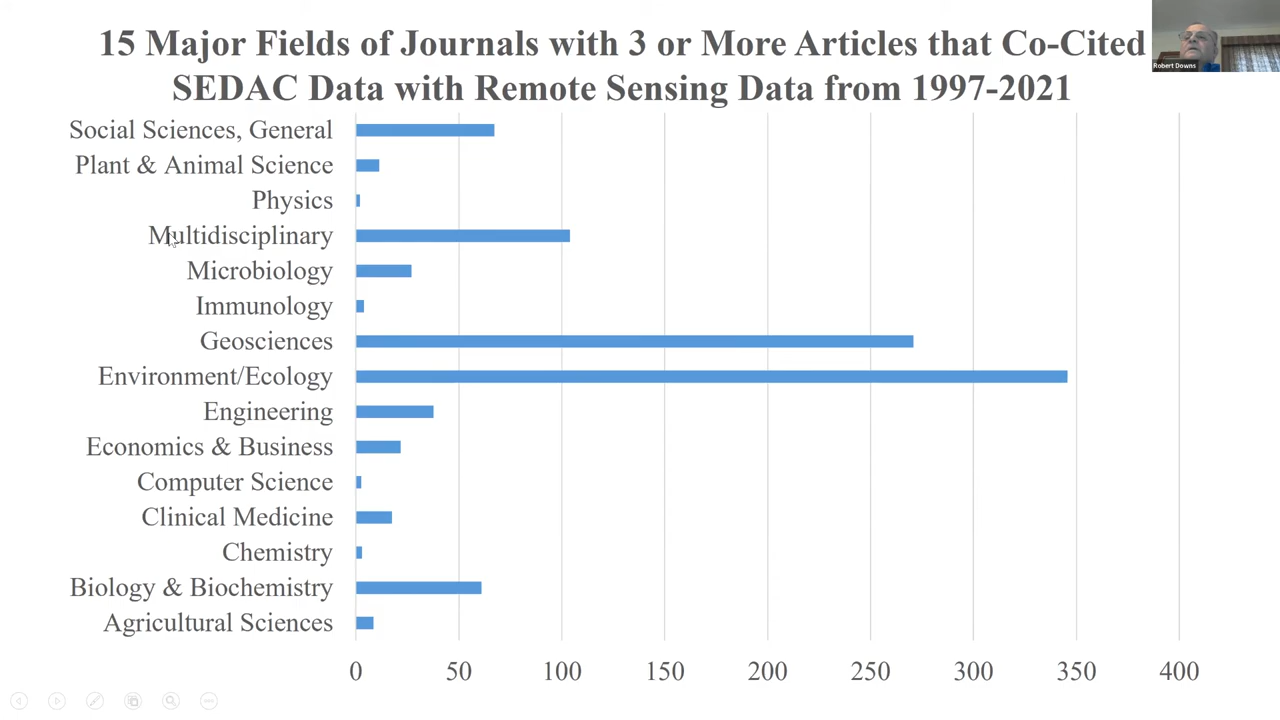 15 Major Fields of Journals with 3 or More Articles that Co-Cited
SEDAC Data with Remote Sensing Data from 1997-2021
Robert Downs
Social Sciences, General
Plant & Animal Science
Physics
Multidisciplinary
Microbiology
Immunology
Geosciences
Environment/Ecology
Engineering
Economics & Business
Computer Science
Clinical Medicine
Chemistry
Biology & Biochemistry
Agricultural Sciences
0 50 100 150 200 250 300 350 400